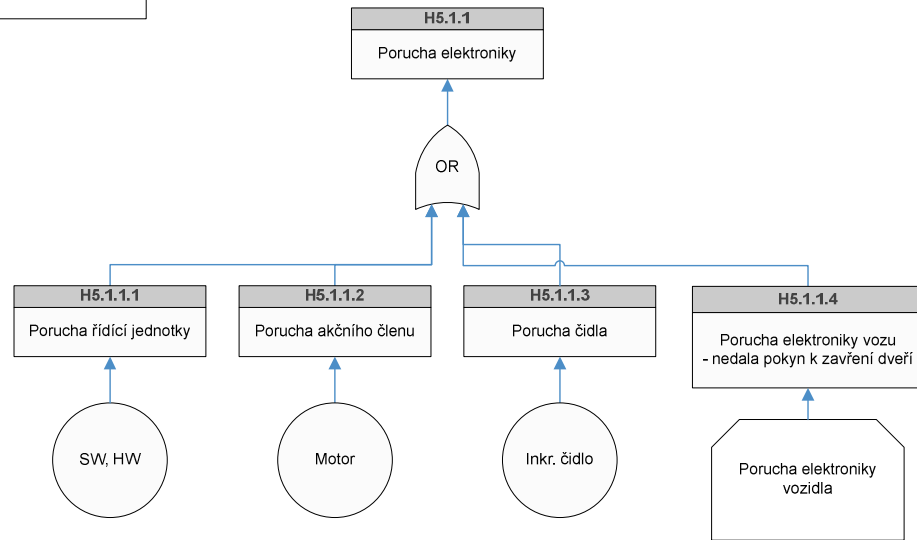 H5.1.1
Porucha elektroniky
OR
H5.1.1.1
Porucha řídící jednotky
H5.1.1.2
Porucha akčního členu
H5.1.1.3
Porucha čidla
H5.1.1.4
Porucha elektroniky vozu
- nedala pokyn k zavření dveří
SW, HW
Motor
Inkr. čidlo
Porucha elektroniky
vozidla